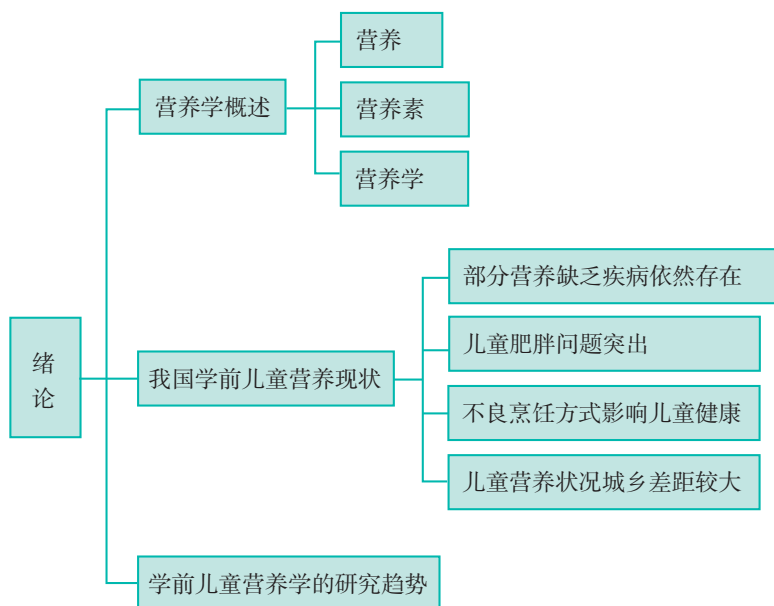 绪
论
营养学概述
营养
营养素
营养学
我国学前儿童营养现状
部分营养缺乏疾病依然存在
儿童肥胖问题突出
不良烹饪方式影响儿童健康
儿童营养状况城乡差距较大
学前儿童营养学的研究趋势